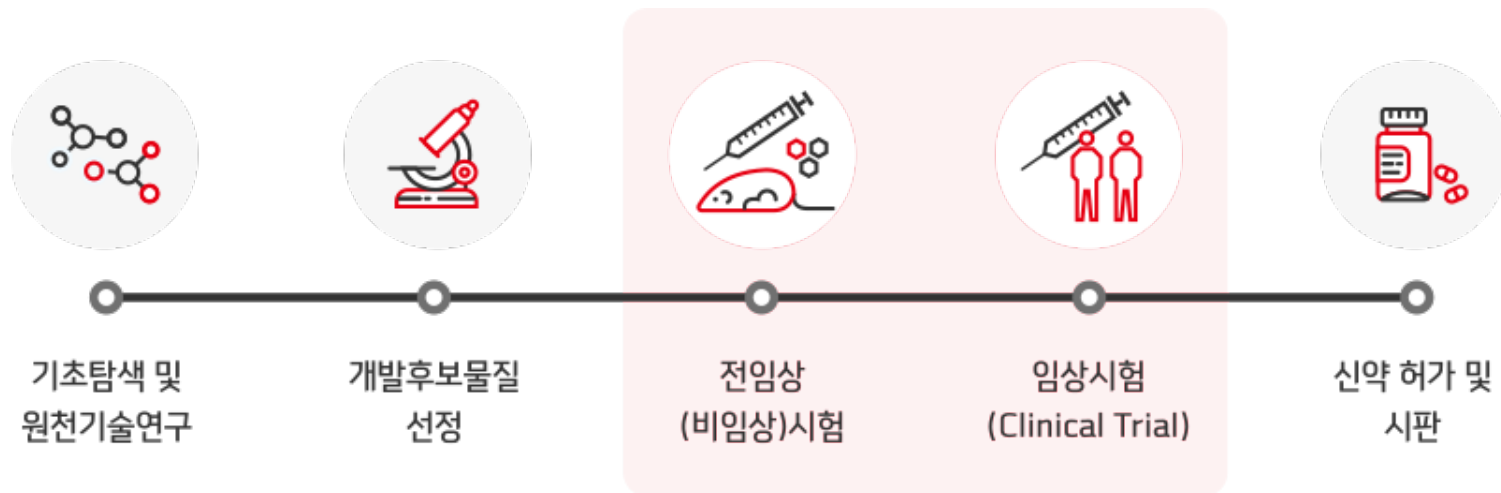 기초탐색 및
원천기술연구
개발후보물질
선정
전임상
(비임상)시험
임상시험
(Clinical Trial)
신약 허가 및
시판